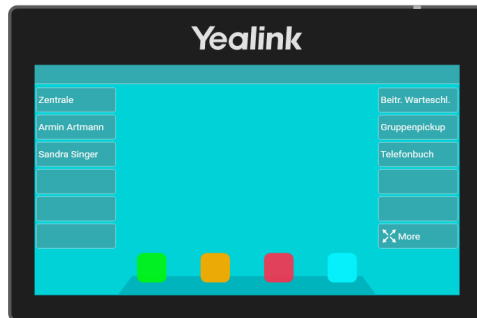 Yealink
Zentrale
Armin Artmann
Sandra Singer
Beitr. Warteschl.
Gruppenpickup
Telefonbuch
More